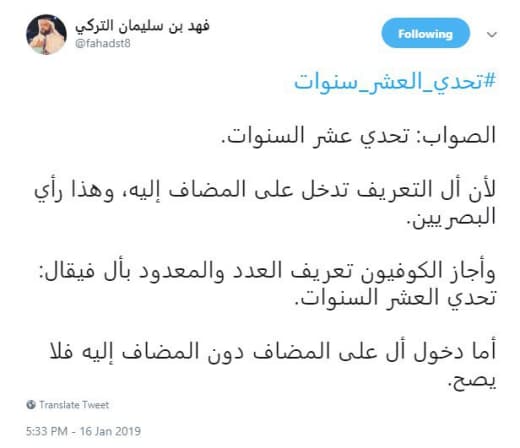 فهد بن سليمان التركي
@fahadst8
Following
#تحدي_العشر_سنوات
الصواب: تحدي عشر السنوات.
لأن أل التعريف تدخل على المضاف إليه، وهذا رأي
البصريين.
وأجاز الكوفيون تعريف العدد والمعدود بأل فيقال:
تحدي العشر السنوات.
أما دخول أل على المضاف دون المضاف إليه فلا
يصح.
Translate Tweet
5:33 PM - 16 Jan 2019